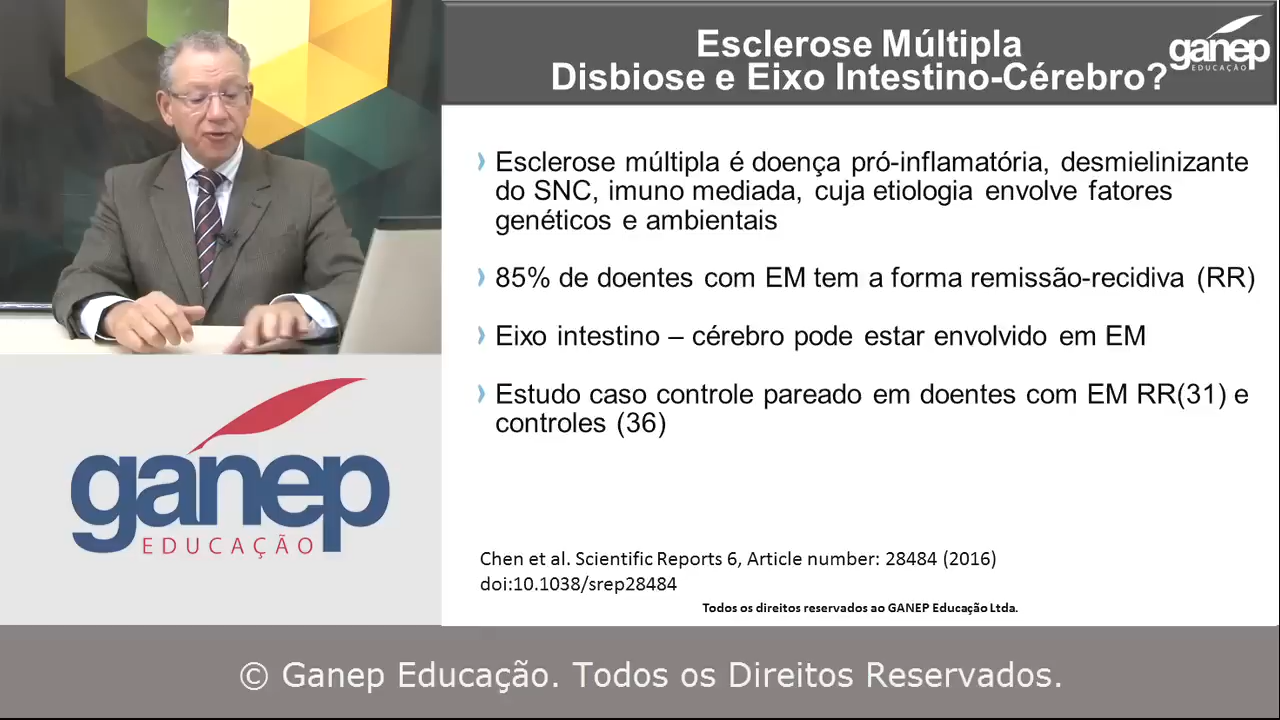 Esclerose Múltipla
Disbiose e Eixo Intestino-Cérebro?
ganep
EDUCAÇÃO
Esclerose múltipla é doença pró-inflamatória, desmielinizante
do SNC, imuno mediada, cuja etiologia envolve fatores
genéticos e ambientais
85% de doentes com EM tem a forma remissão-recidiva (RR)
Eixo intestino – cérebro pode estar envolvido em EM
Estudo caso controle pareado em doentes com EM RR(31) e
controles (36)
Chen et al. Scientific Reports 6, Article number: 28484 (2016)
doi:10.1038/srep28484
Todos os direitos reservados ao GANEP Educação Ltda.
ganep
EDUCAÇÃO
© Ganep Educação. Todos os Direitos Reservados.